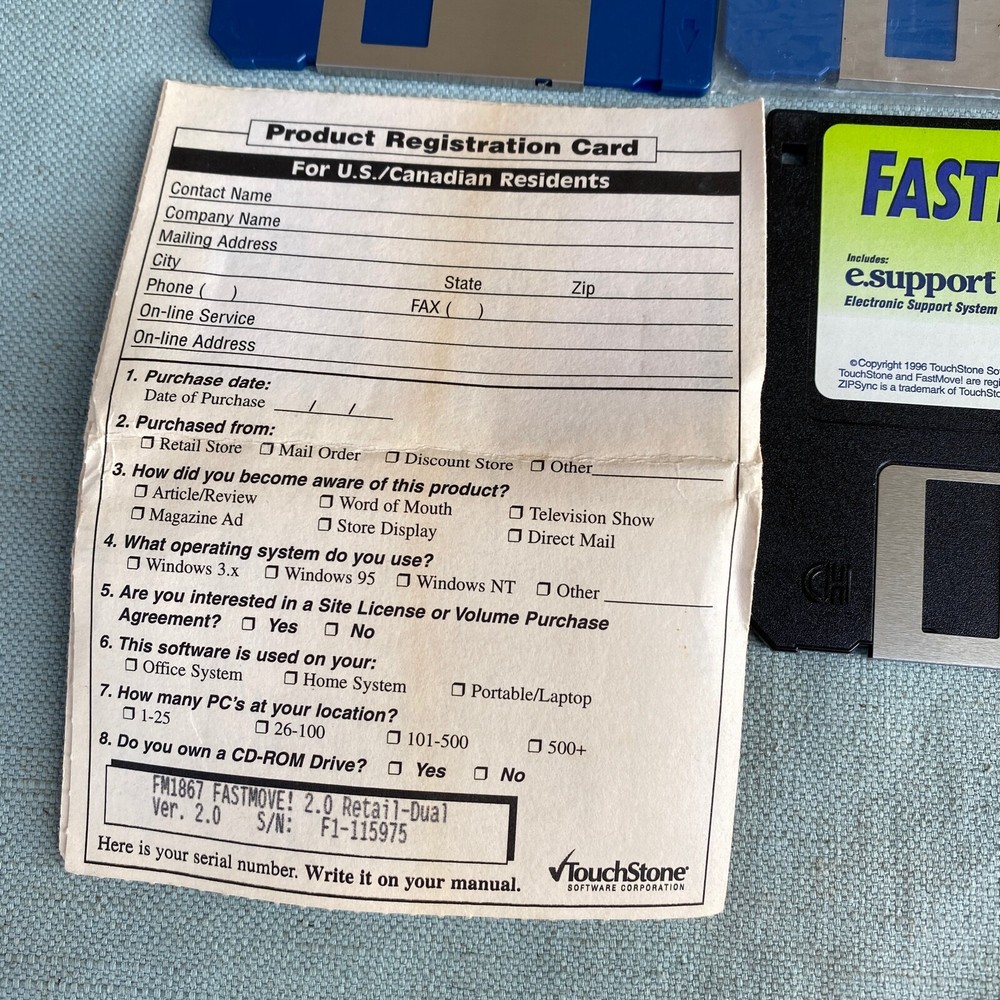 Product Registration Card
For U.S./Canadian Residents
Contact Name
Company Name
Mailing Address
City State Zip
Phone ( ) FAX ( )
On-line Service
On-line Address
1. Purchase date:
Date of Purchase ___/___/___
2. Purchased from:
❒ Retail Store ❒ Mail Order ❒ Discount Store ❒ Other
3. How did you become aware of this product?
❒ Article/Review ❒ Word of Mouth ❒ Television Show
❒ Magazine Ad ❒ Store Display ❒ Direct Mail
4. What operating system do you use?
❒ Windows 3.x ❒ Windows 95 ❒ Windows NT ❒ Other
5. Are you interested in a Site License or Volume Purchase
Agreement? ❒ Yes ❒ No
6. This software is used on your:
❒ Office System ❒ Home System ❒ Portable/Laptop
7. How many PC's at your location?
❒ 1-25 ❒ 26-100 ❒ 101-500 ❒ 500+
8. Do you own a CD-ROM Drive? ❒ Yes ❒ No
FM1867 FASTMOVE! 2.0 Retail-Dual
Ver. 2.0 S/N: F1-115975
Here is your serial number. Write it on your manual.
TouchStone®
SOFTWARE CORPORATION
FAST
Includes:
e.support
Electronic Support System
©Copyright 1996 TouchStone So
TouchStone and FastMove! are regi
ZIPSync is a trademark of TouchSto